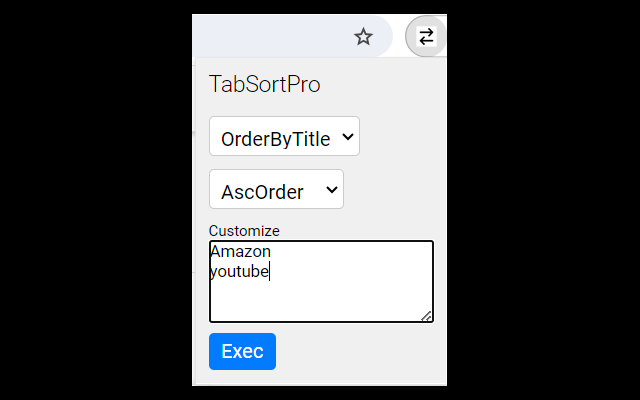 TabSortPro
OrderByTitle
AscOrder
Customize
Amazon
youtube
Exec